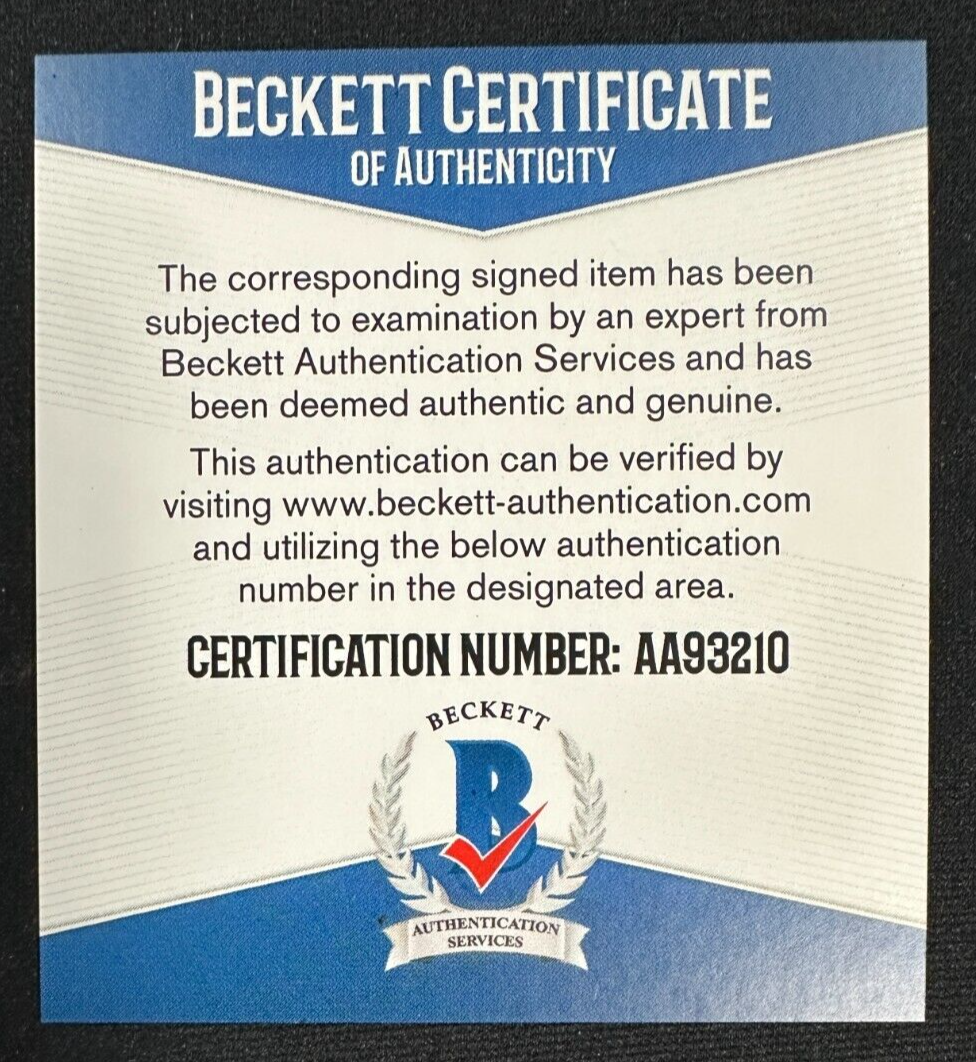 BECKETT CERTIFICATE
OF AUTHENTICITY
The corresponding signed item has been
subjected to examination by an expert from
Beckett Authentication Services and has
been deemed authentic and genuine.
This authentication can be verified by
visiting www.beckett-authentication.com
and utilizing the below authentication
number in the designated area.
CERTIFICATION NUMBER: AA93210
BECKETT
B
AUTHENTICATION
SERVICES